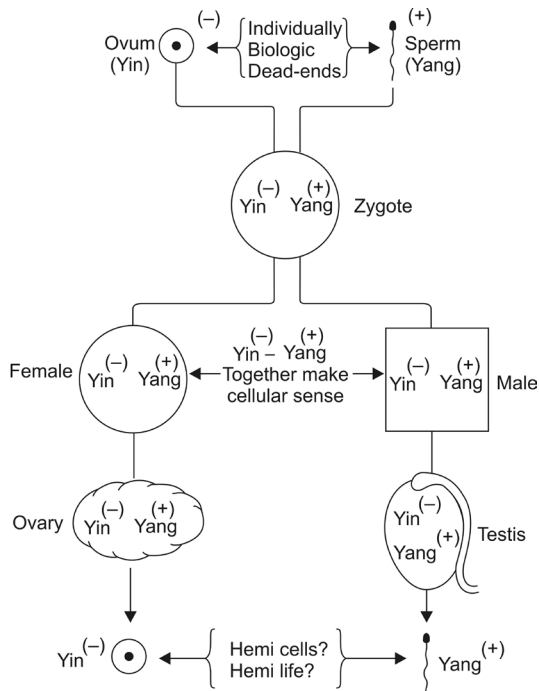 (–)
Ovum
(Yin)
Individually
Biologic
Dead-ends
(+)
Sperm
(Yang)
(–) (+)
Yin Yang
Zygote
Female
(–) (+)
Yin Yang
(–) (+)
Yin – Yang
Together make
cellular sense
(–) (+)
Yin Yang
Male
Ovary
(–) (+)
Yin Yang
Yin(–)
Yang(+)
Testis
Yin(–)
Hemi cells?
Hemi life?
Yang(+)